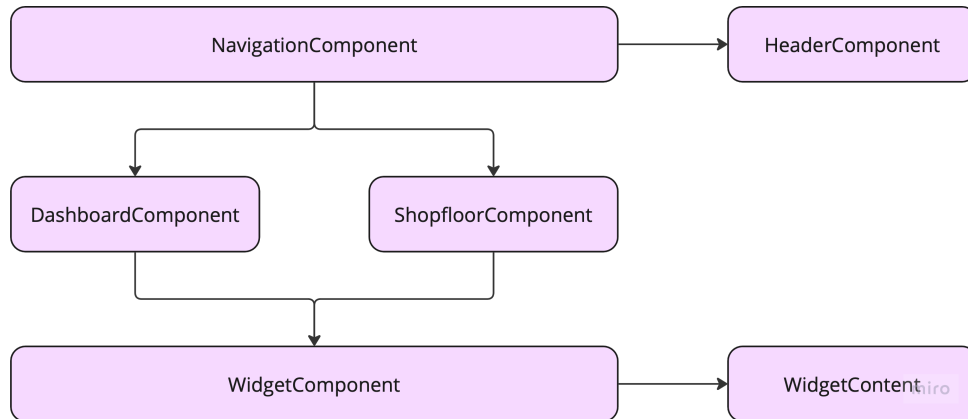 NavigationComponent
HeaderComponent
DashboardComponent
ShopfloorComponent
WidgetComponent
WidgetContent
miro